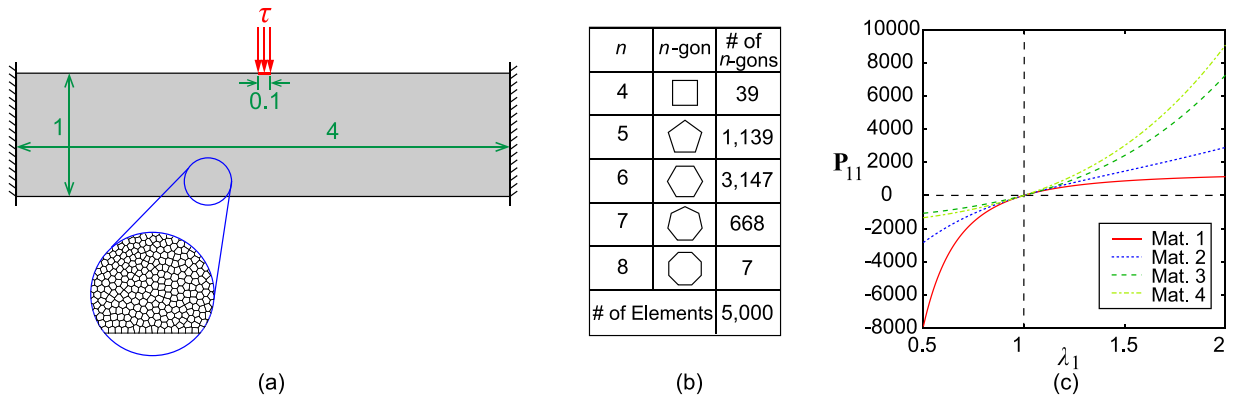 τ
0.1
1
4
(a)
n n-gon # of n-gons
4 39
5 1,139
6 3,147
7 668
8 7
# of Elements 5,000
(b)
10000
8000
6000
4000
2000
0
-2000
-4000
-6000
-8000
P11
0.5 1 1.5 2
λ1
Mat. 1
Mat. 2
Mat. 3
Mat. 4
(c)